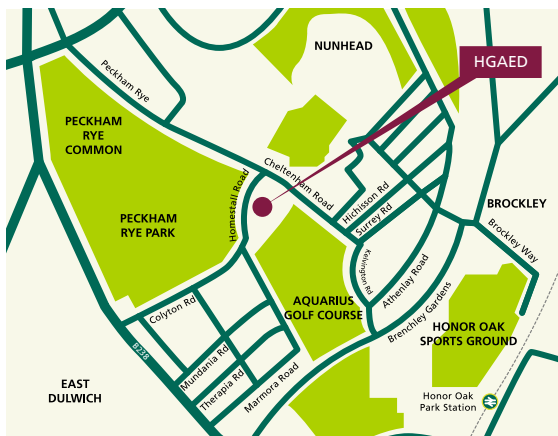 NUNHEAD
HGAED
Peckham Rye
PECKHAM
RYE
COMMON
Cheltenham Road
Homestall Road
Hichisson Rd
Surrey Rd
BROCKLEY
PECKHAM
RYE PARK
Brockley Way
Kelvington Rd
Athenlay Road
Colyton Rd
AQUARIUS
GOLF COURSE
Brenchley Gardens
HONOR OAK
SPORTS GROUND
B238
Mundania Rd
Therapia Rd
Marmora Road
EAST
DULWICH
Honor Oak
Park Station